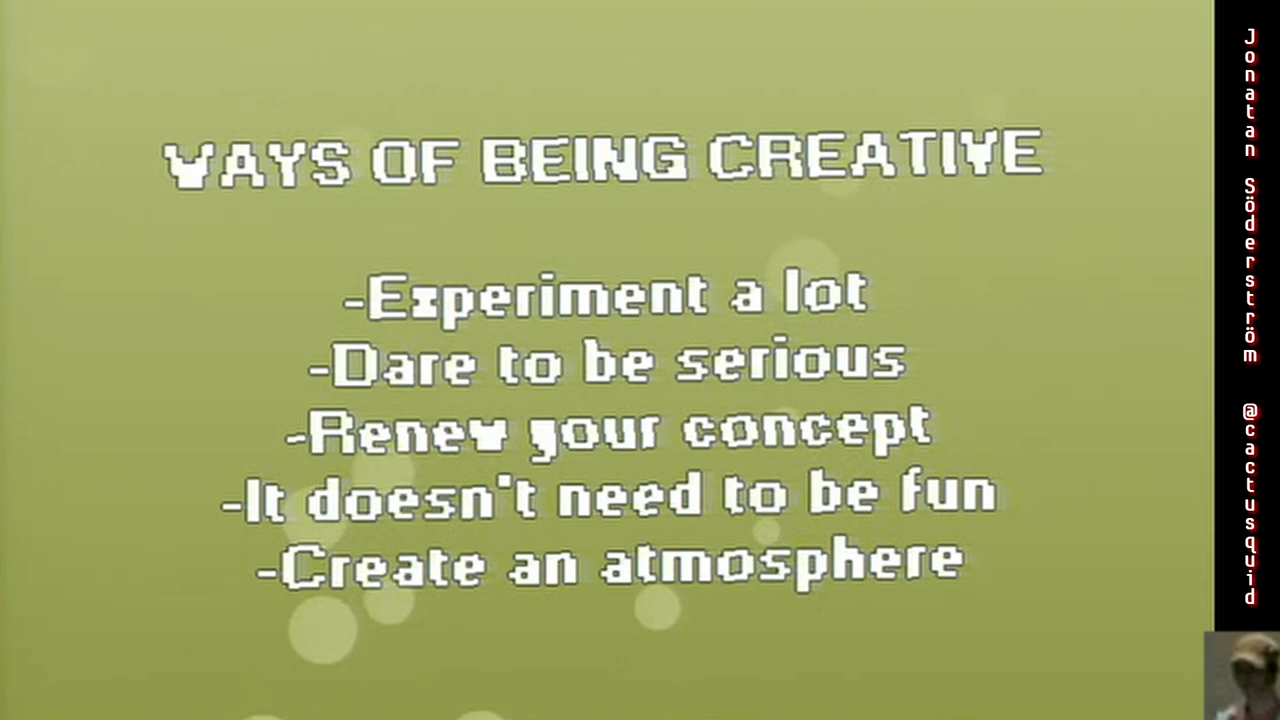 WAYS OF BEING CREATIVE
-Experiment a lot
-Dare to be serious
-Renew your concept
-It doesn't need to be fun
-Create an atmosphere
Jonatan Söderström @cactusquid